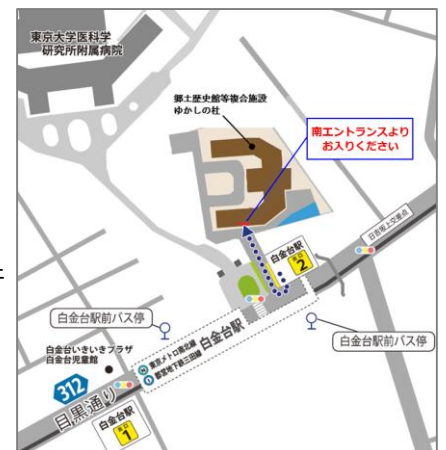 東京大学医科学
研究所附属病院
郷土歴史館等複合施設
ゆかしの杜
南エントランスより
お入りください
日吉坂上交差点
白金台駅
出口
2
白金台駅前バス停
白金台駅前バス停
白金台いきいきプラザ
白金台児童館
N 東京メトロ南北線
I 都営地下鉄三田線
白金台駅
312
目黒通り
白金台駅
出口
1